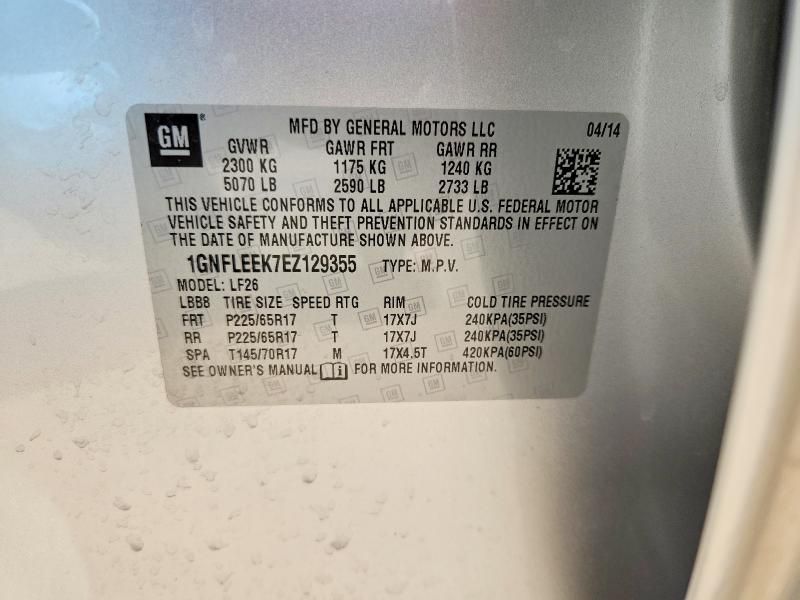 GM ® MFD BY GENERAL MOTORS LLC 04/14
GVWR GAWR FRT GAWR RR
2300 KG 1175 KG 1240 KG
5070 LB 2590 LB 2733 LB
THIS VEHICLE CONFORMS TO ALL APPLICABLE U.S. FEDERAL MOTOR
VEHICLE SAFETY AND THEFT PREVENTION STANDARDS IN EFFECT ON
THE DATE OF MANUFACTURE SHOWN ABOVE.
1GNFLEEK7EZ129355 TYPE: M.P.V.
MODEL: LF26
LBB8 TIRE SIZE SPEED RTG RIM COLD TIRE PRESSURE
FRT P225/65R17 T 17X7J 240KPA(35PSI)
RR P225/65R17 T 17X7J 240KPA(35PSI)
SPA T145/70R17 M 17X4.5T 420KPA(60PSI)
SEE OWNER'S MANUAL i FOR MORE INFORMATION.